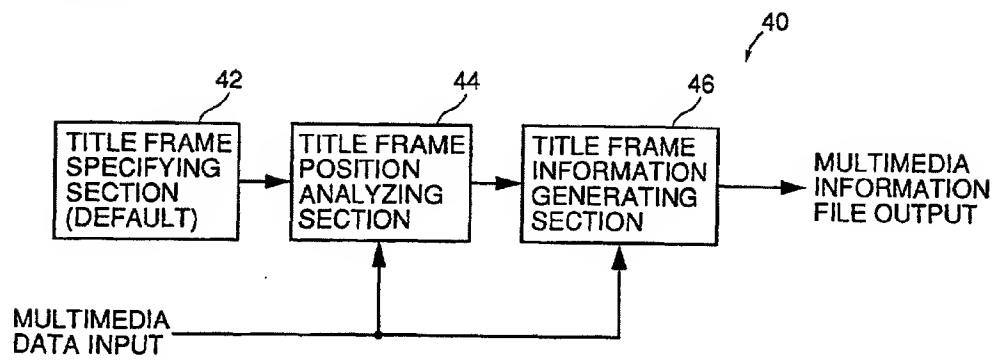 40
42
44
46
TITLE FRAME
SPECIFYING
SECTION
(DEFAULT)
TITLE FRAME
POSITION
ANALYZING
SECTION
TITLE FRAME
INFORMATION
GENERATING
SECTION
MULTIMEDIA
INFORMATION
FILE OUTPUT
MULTIMEDIA
DATA INPUT